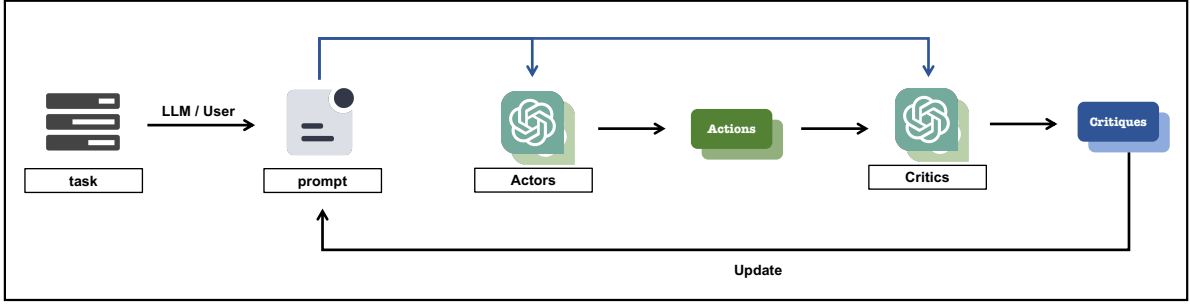 LLM / User
Actions
Critiques
task
prompt
Actors
Critics
Update